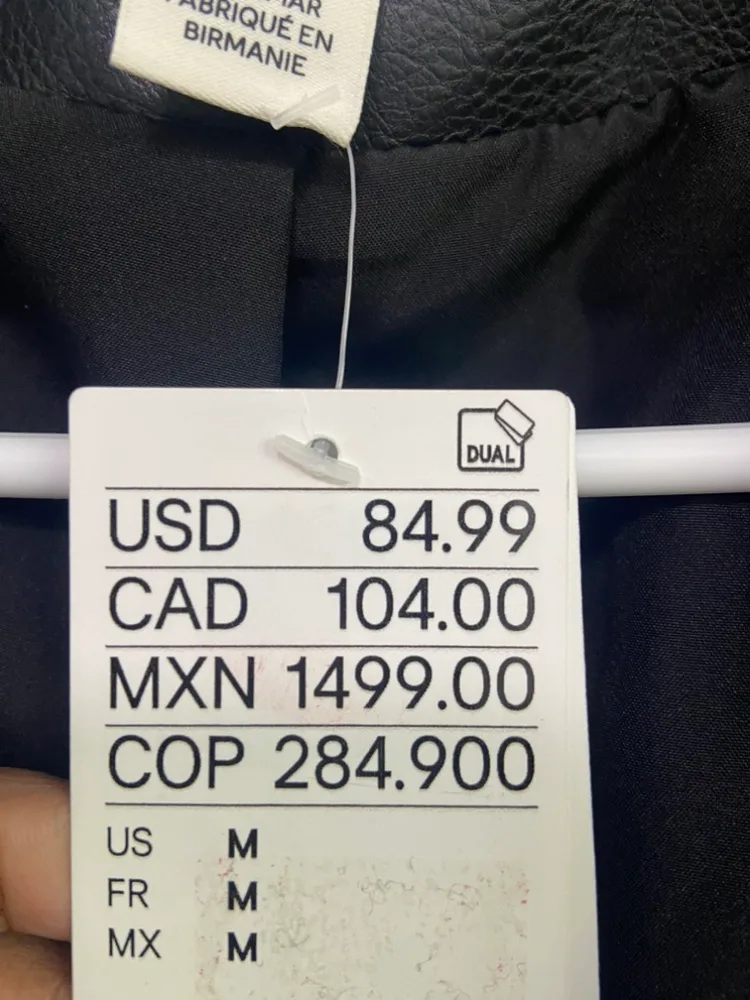 FABRIQUÉ EN
BIRMANIE
DUAL
USD 84.99
CAD 104.00
MXN 1499.00
COP 284.900
US M
FR M
MX M